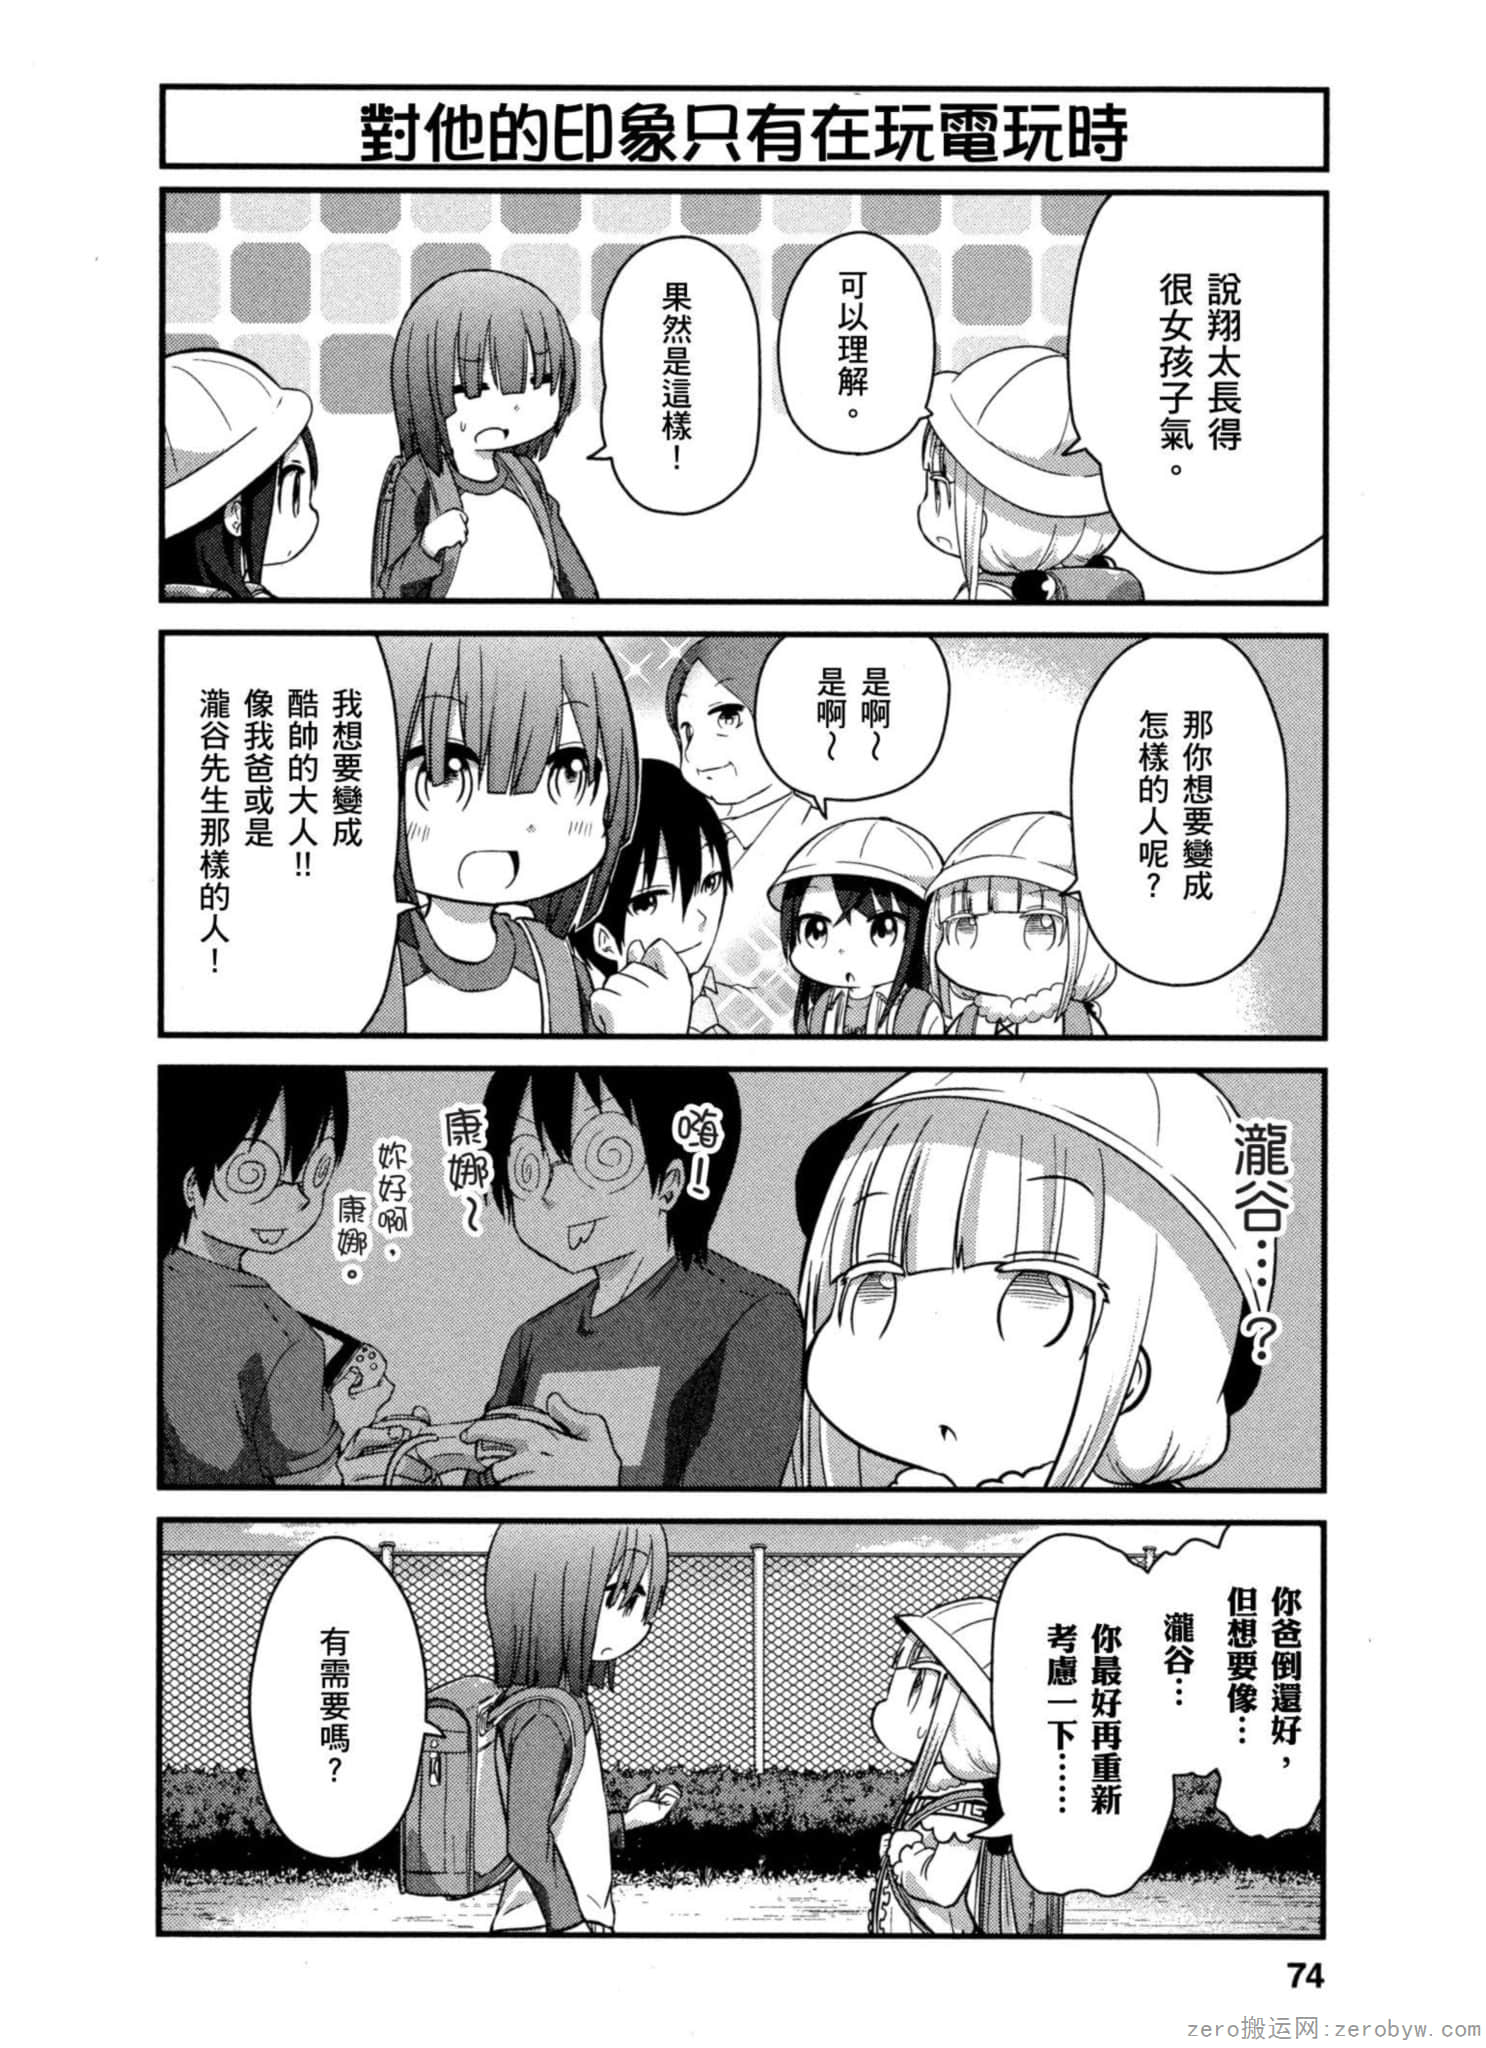 對他的印象只有在玩電玩時
說翔太長得
很女孩子氣。
可以理解。
果然是這樣！
那你想要變成
怎樣的人呢？
是啊～
是啊～
我想要變成
酷帥的大人!!
像我爸或是
瀧谷先生那樣的人！
瀧谷…‥？
嗨！
康娜～
妳好啊，
康娜。
你爸倒還好，
但想要像…
瀧谷…
你最好再重新
考慮一下……
有需要嗎？
74
zero搬运网:zerobyw.com